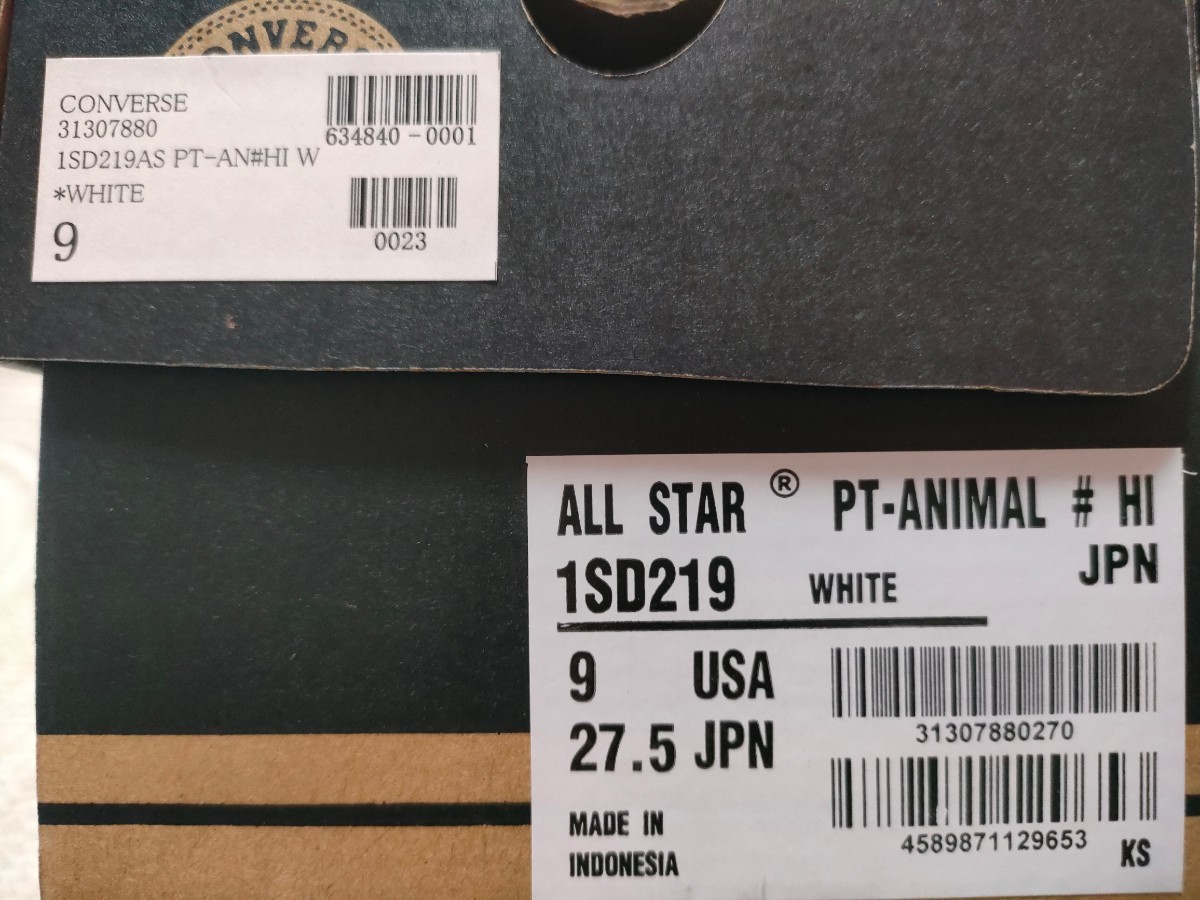 CONVERSE
CONVERSE
31307880
634840-0001
1SD219AS PT-AN#HI W
*WHITE
9
0023
ALL STAR ® PT-ANIMAL # HI
1SD219 WHITE JPN
9 USA
27.5 JPN
31307880270
MADE IN
INDONESIA
4589871129653
KS